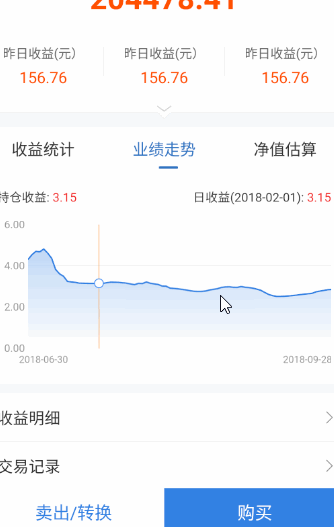 204478.41
昨日收益(元) 昨日收益(元) 昨日收益(元)
156.76 156.76 156.76
收益统计 业绩走势 净值估算
持仓收益: 3.15 日收益(2018-02-01): 3.15
6.00
4.00
2.00
0.00
2018-06-30 2018-09-28
收益明细
交易记录
卖出/转换 购买